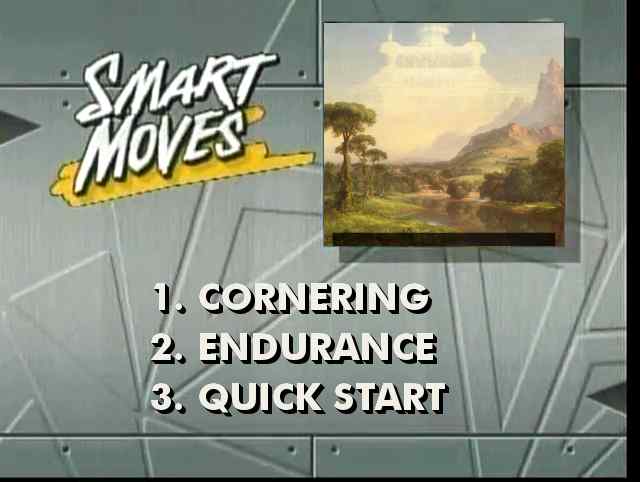 SMART
MOVES
1. CORNERING
2. ENDURANCE
3. QUICK START